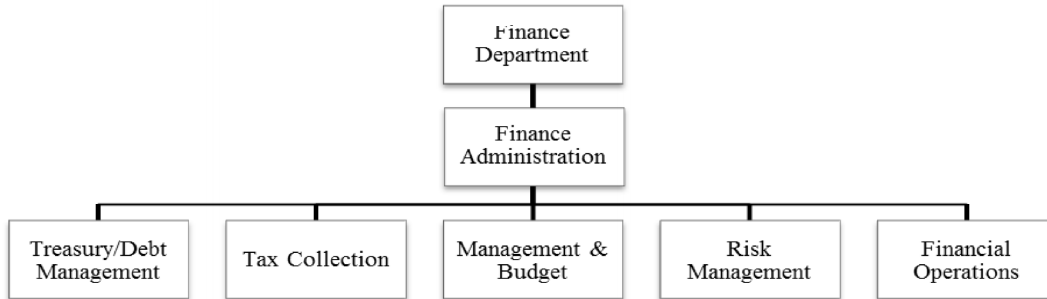 Finance
Department
Finance
Administration
Treasury/Debt
Management
Tax Collection
Management &
Budget
Risk
Management
Financial
Operations